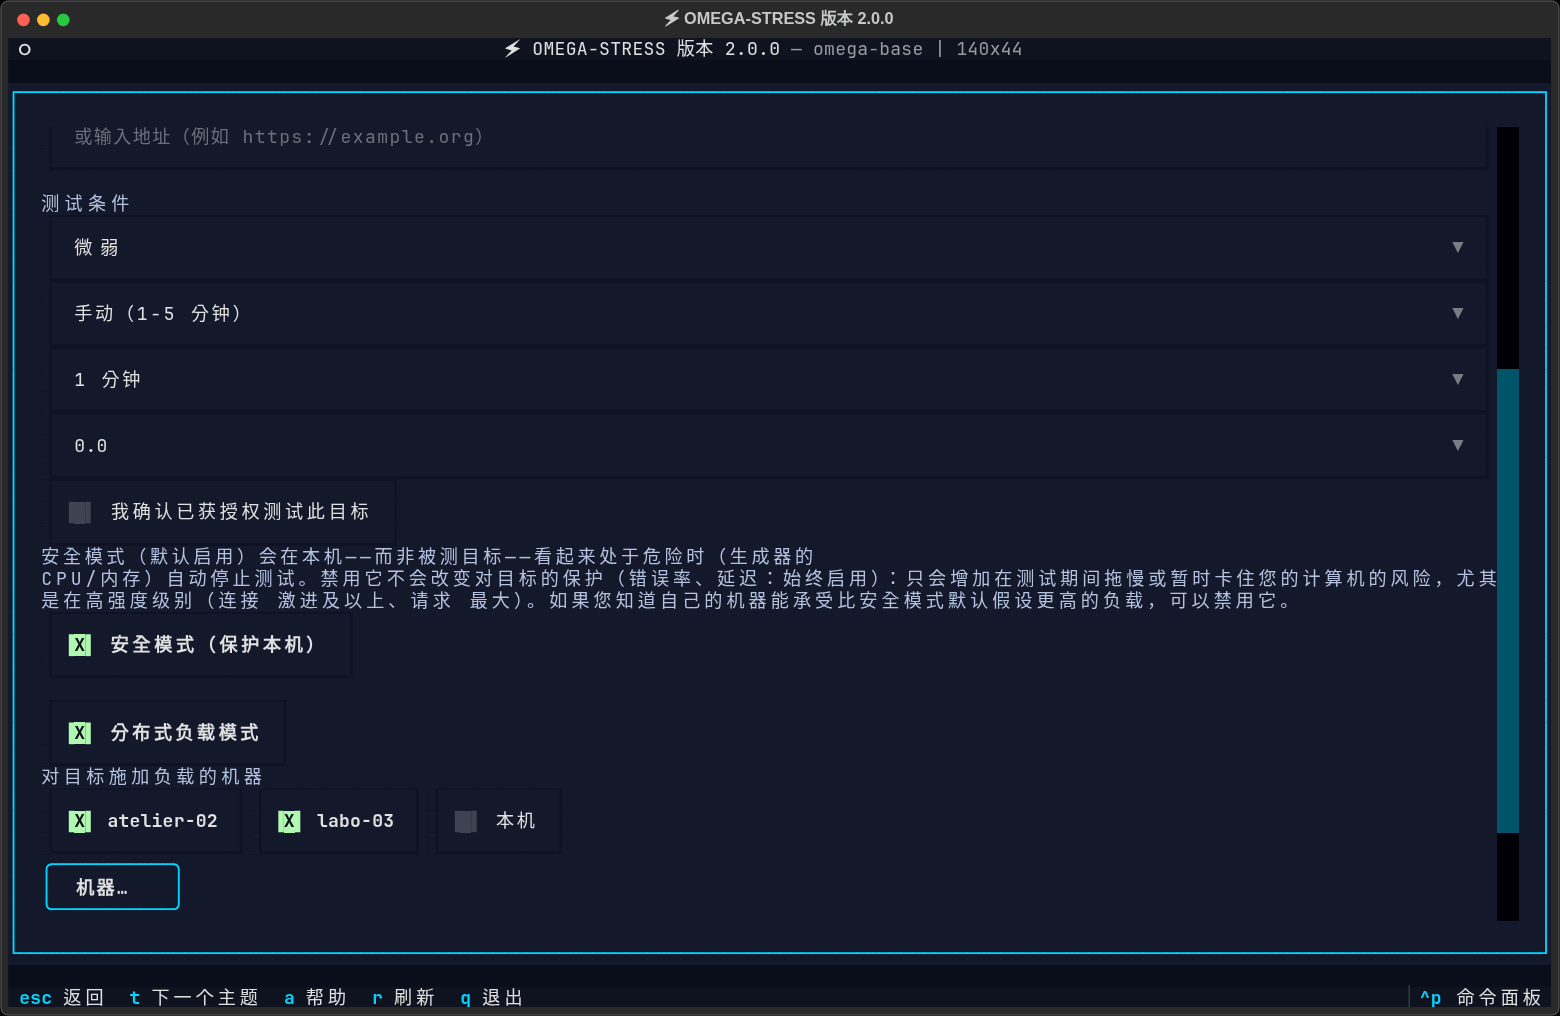 ⚡ OMEGA-STRESS 版本 2.0.0
⚡ OMEGA-STRESS 版本 2.0.0 — omega-base | 140x44
或输入地址（例如 https://example.org）
测试条件
微弱
手动（1-5 分钟）
1 分钟
0.0
我确认已获授权测试此目标
安全模式（默认启用）会在本机——而非被测目标——看起来处于危险时（生成器的
CPU/内存）自动停止测试。禁用它不会改变对目标的保护（错误率、延迟：始终启用）：只会增加在测试期间拖慢或暂时卡住您的计算机的风险，尤其
是在高强度级别（连接 激进及以上、请求 最大）。如果您知道自己的机器能承受比安全模式默认假设更高的负载，可以禁用它。
X 安全模式（保护本机）
X 分布式负载模式
对目标施加负载的机器
X atelier-02 X labo-03 本机
机器…
esc 返回 t 下一个主题 a 帮助 r 刷新 q 退出 ^p 命令面板